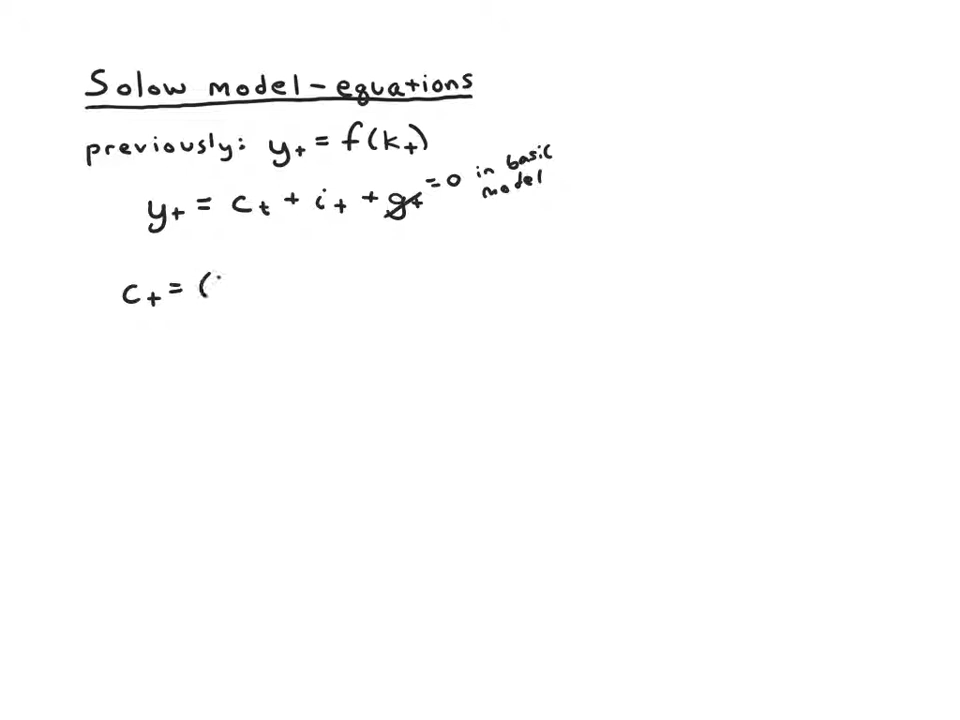 Solow model - equations
previously: y_t = f(k_t)
y_t = c_t + i_t + g_t = 0 in basic model
c_t = (